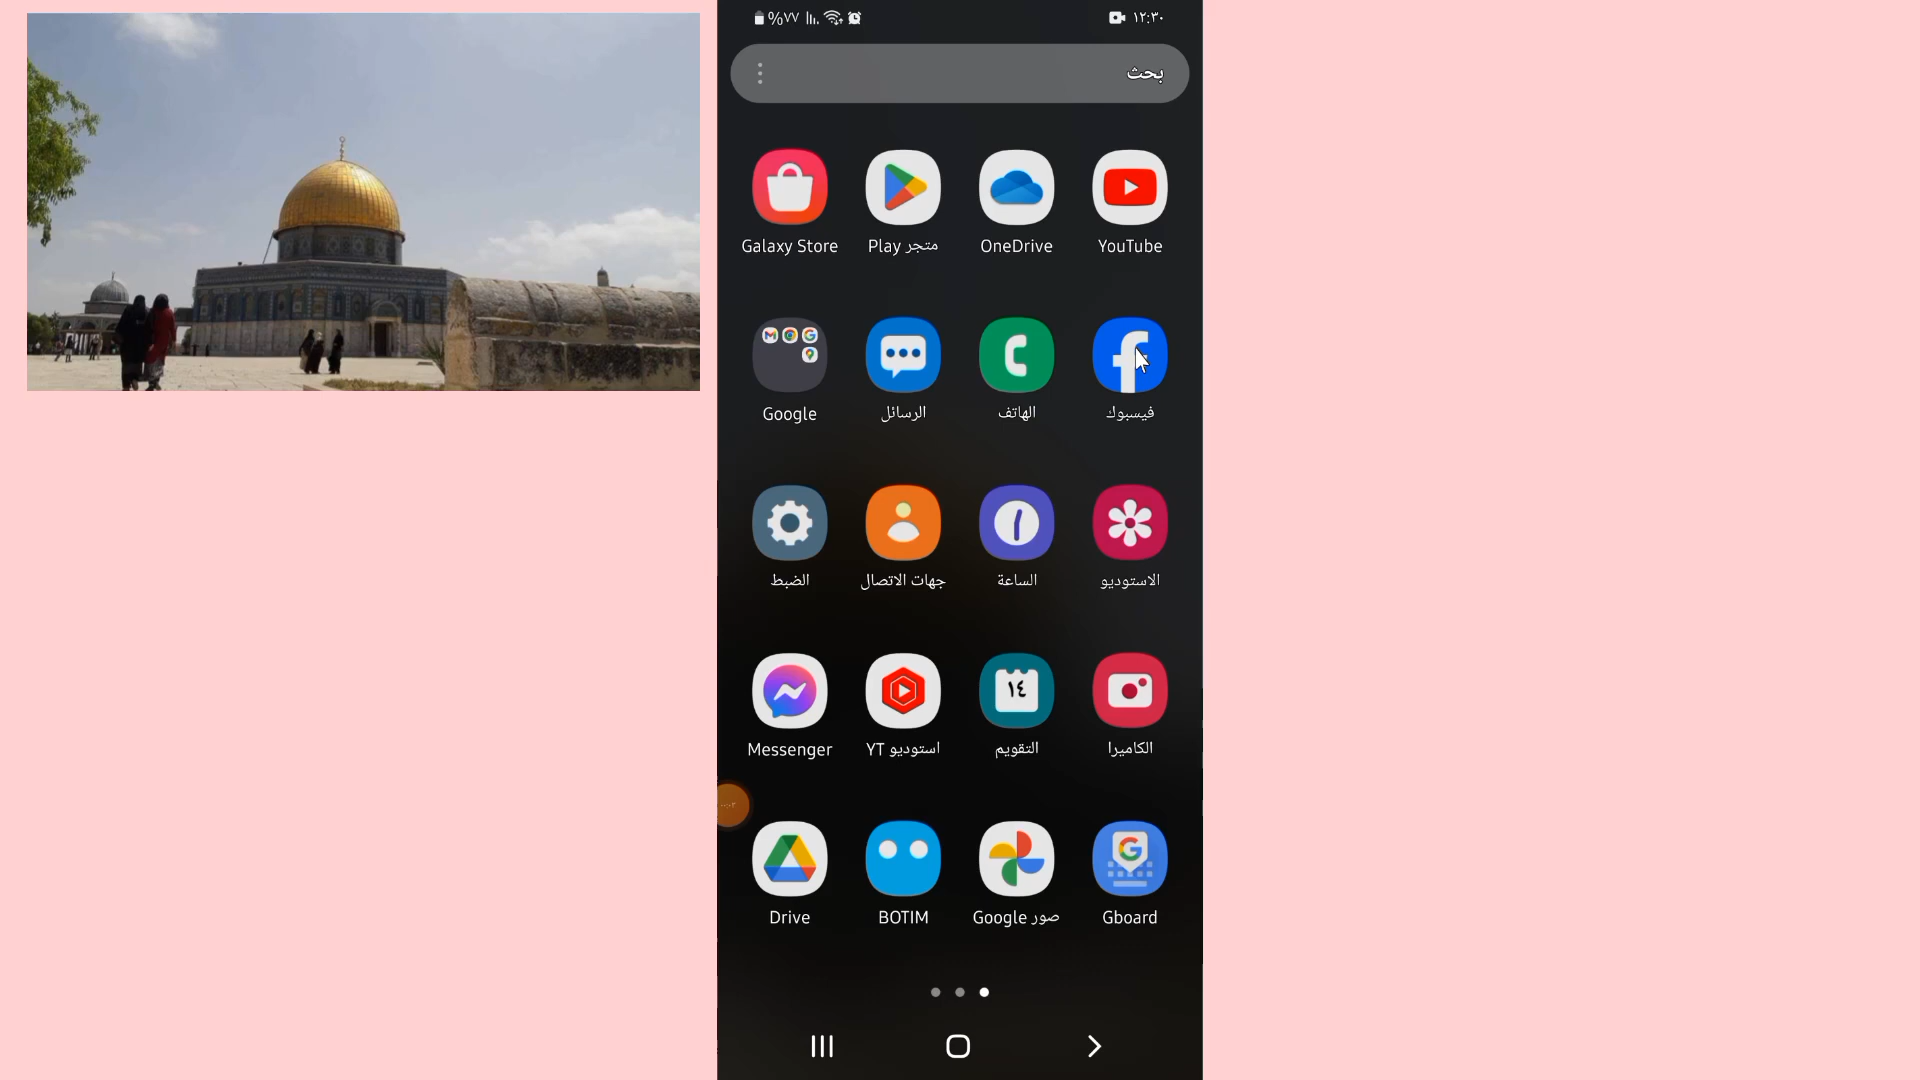 ١٢:٣٠ %٧٧
بحث
YouTube OneDrive متجر Play Galaxy Store
فيسبوك الهاتف الرسائل Google
الاستوديو الساعة جهات الاتصال الضبط
١٤
الكاميرا التقويم استوديو YT Messenger
Gboard صور Google BOTIM Drive